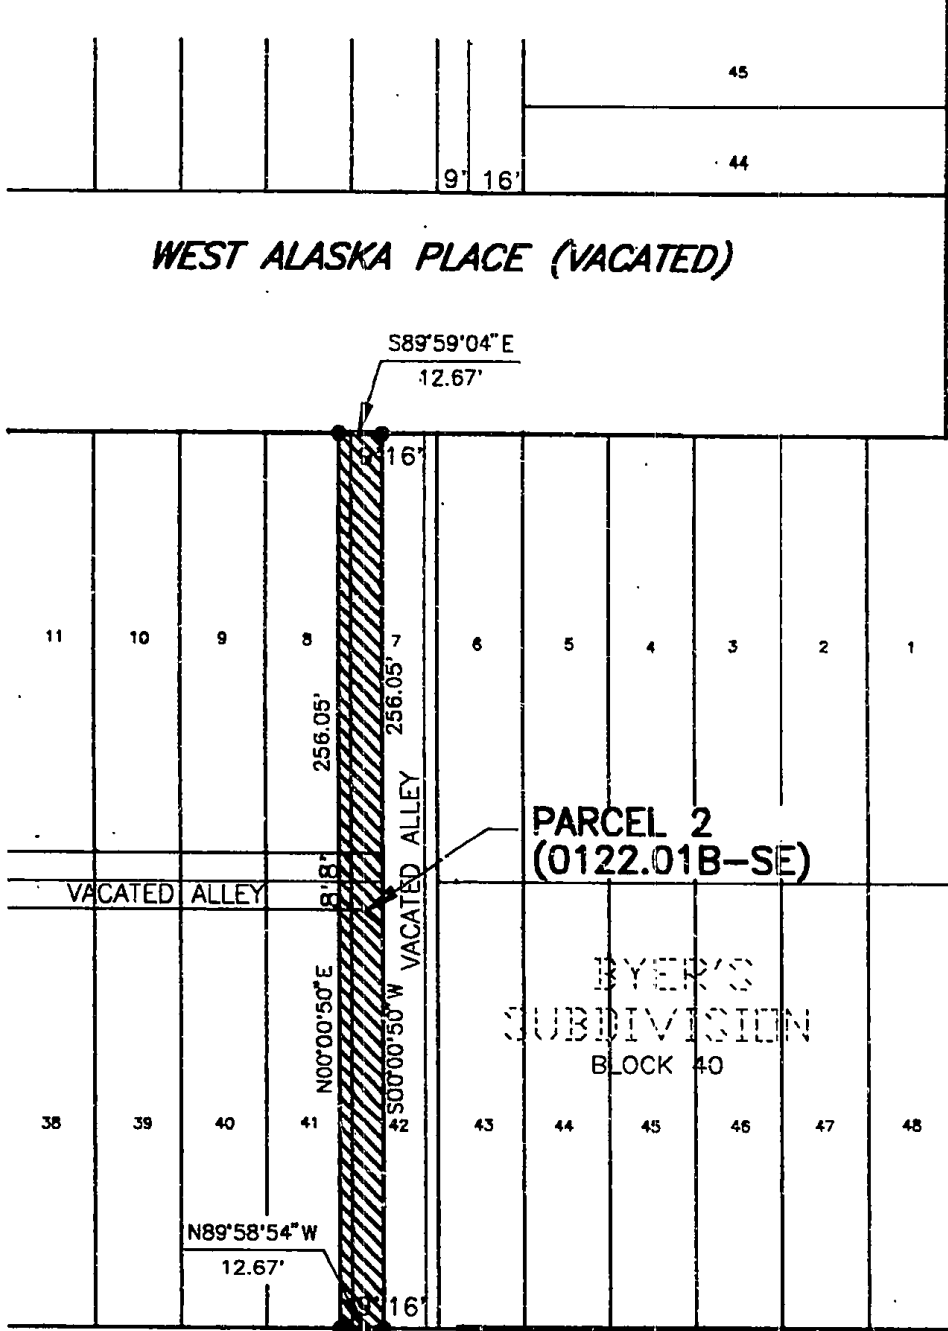 45
44
9' 16'
WEST ALASKA PLACE (VACATED)
S89°59'04"E
12.67'
9' 16'
11 10 9 8 7 6 5 4 3 2 1
256.05'
256.05'
VACATED ALLEY
PARCEL 2
(0122.01B-SE)
8' 8'
VACATED ALLEY
N00°00'50"E
S00°00'50"W
BYER'S
SUBDIVISION
BLOCK 40
38 39 40 41 42 43 44 45 46 47 48
N89°58'54"W
12.67'
9' 16'